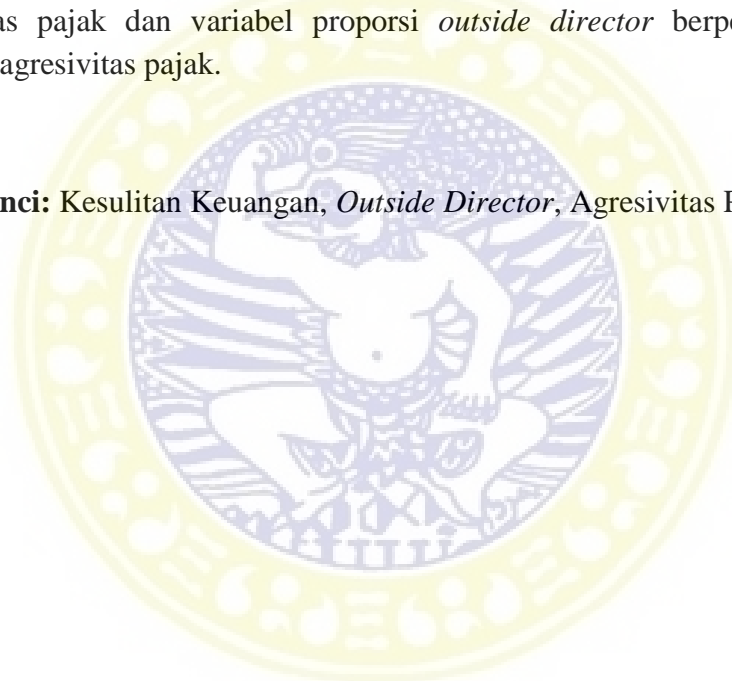 as pajak dan variabel proporsi outside director berpe
agresivitas pajak.
nci: Kesulitan Keuangan, Outside Director, Agresivitas P